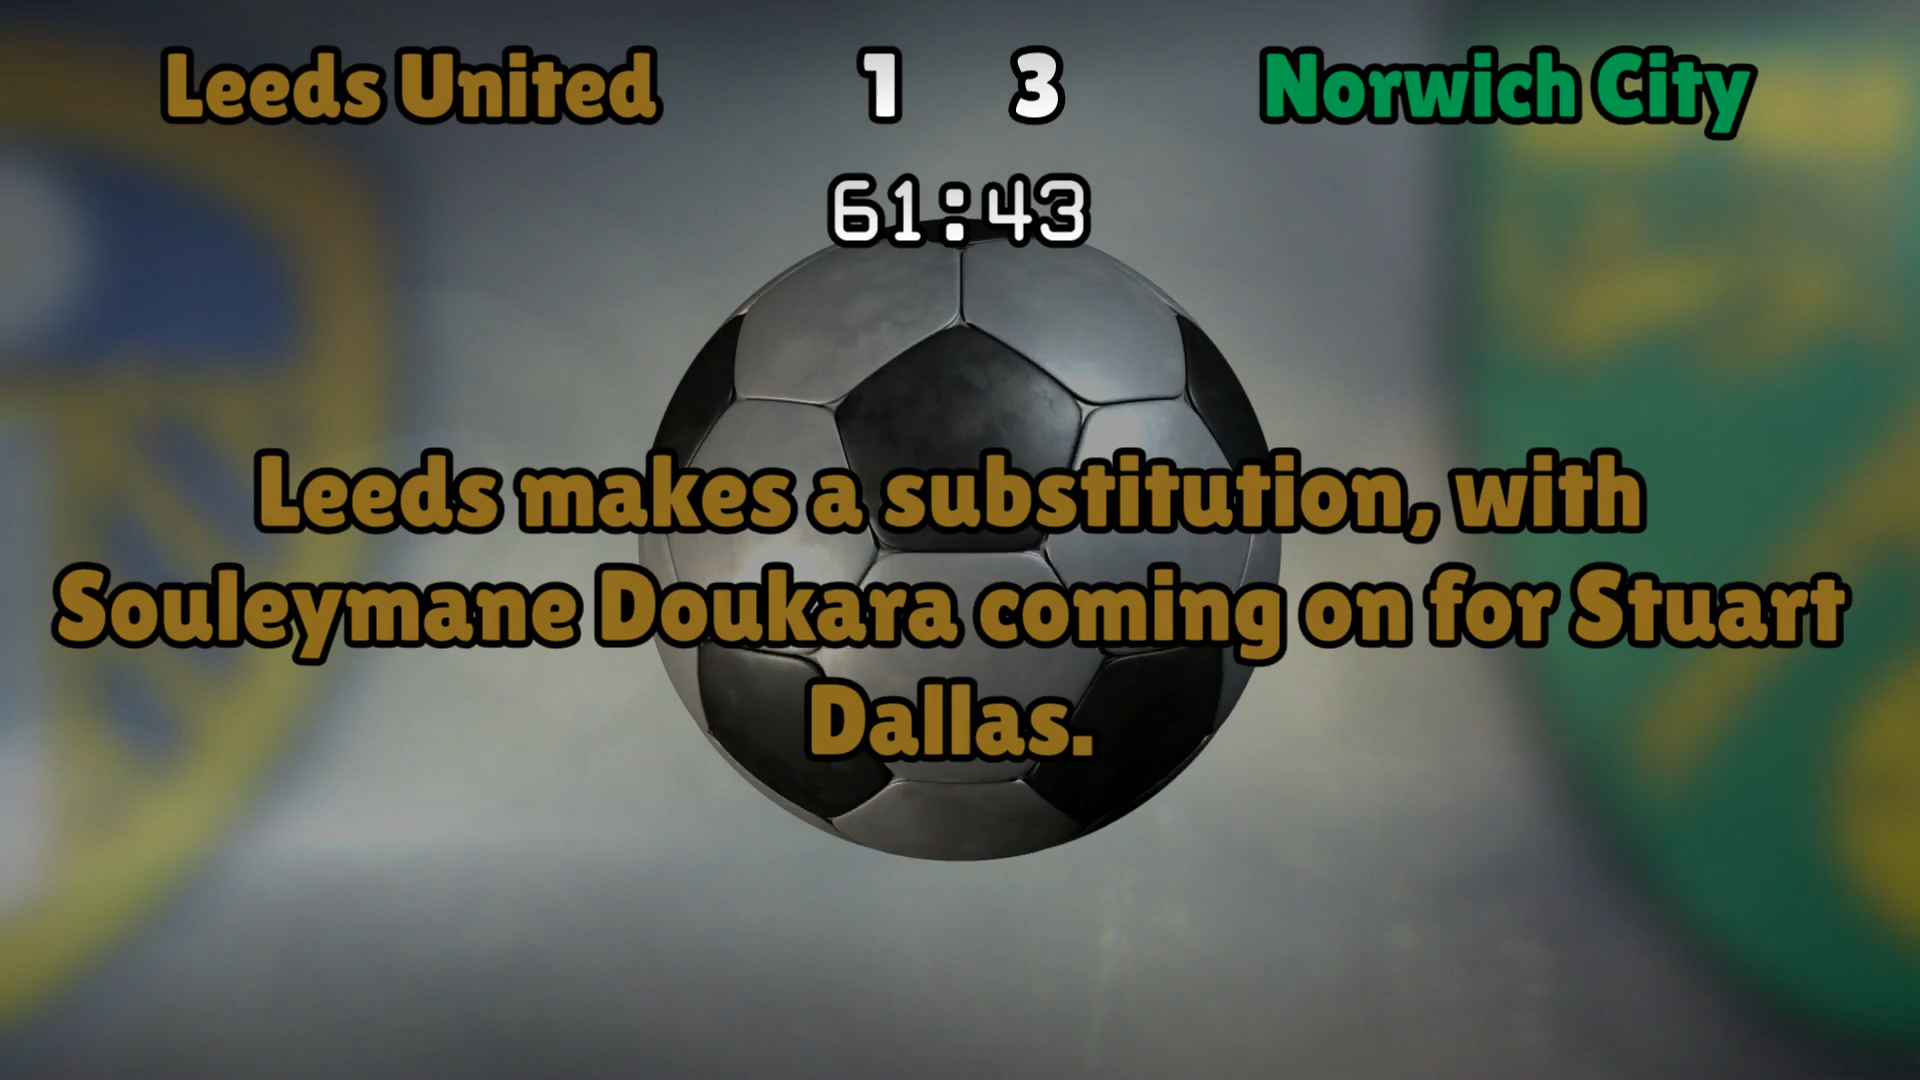 Leeds United 1 3 Norwich City
61:43
Leeds makes a substitution, with
Souleymane Doukara coming on for Stuart
Dallas.